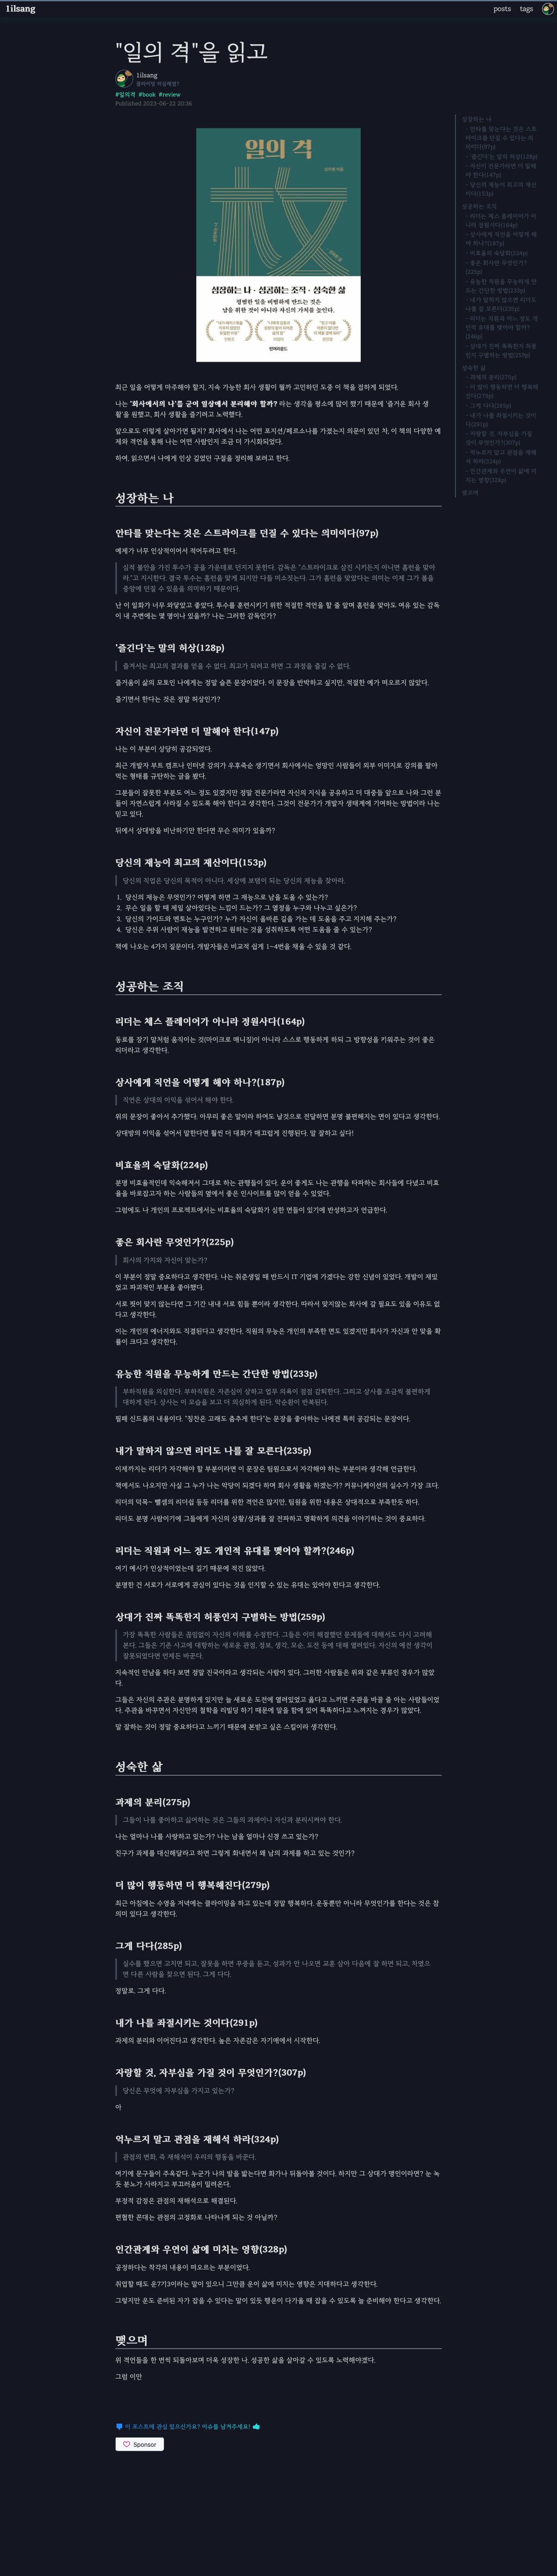 1ilsang
posts
tags
"일의 격"을 읽고
1ilsang
클라이밍 하실래염?
#일의격 #book #review
Published 2023-06-22 20:36
성장하는 나
- 안타를 맞는다는 것은 스트
라이크를 던질 수 있다는 의
미이다(97p)
- '즐긴다'는 말의 허상(128p)
- 자신이 전문가라면 더 말해
야 한다(147p)
- 당신의 재능이 최고의 재산
이다(153p)
성공하는 조직
- 리더는 체스 플레이어가 아
니라 정원사다(164p)
- 상사에게 직언을 어떻게 해
야 하나?(187p)
- 비효율의 숙달화(224p)
- 좋은 회사란 무엇인가?
(225p)
- 유능한 직원을 무능하게 만
드는 간단한 방법(233p)
- 내가 말하지 않으면 리더도
나를 잘 모른다(235p)
- 리더는 직원과 어느 정도 개
인적 유대를 맺어야 할까?
(246p)
- 상대가 진짜 똑똑한지 허풍
인지 구별하는 방법(259p)
성숙한 삶
- 과제의 분리(275p)
- 더 많이 행동하면 더 행복해
진다(279p)
- 그게 다다(285p)
- 내가 나를 좌절시키는 것이
다(291p)
- 자랑할 것, 자부심을 가질
것이 무엇인가?(307p)
- 억누르지 말고 관점을 재해
석 하라(324p)
- 인간관계와 우연이 삶에 미
치는 영향(328p)
맺으며
일의 격
성장하는 나 · 성공하는 조직 · 성숙한 삶
평범한 일을 비범하게 만드는 것도,
남을 위한 것이 아니라 자신의 가치를 높인다!
최근 일을 어떻게 마주해야 할지, 지속 가능한 회사 생활이 뭘까 고민하던 도중 이 책을 접하게 되었다.
나는 "회사에서의 나'를 굳이 일상에서 분리해야 할까? 라는 생각을 평소에 많이 했기 때문에 '즐거운 회사 생
활'을 원했고, 회사 생활을 즐기려고 노력했다.
앞으로도 이렇게 살아가면 될지? 회사에서 나는 어떤 포지션/페르소나를 가졌는지 의문이 있던 차, 이 책의 다양한 예
제와 격언을 통해 나는 어떤 사람인지 조금 더 가시화되었다.
하여, 읽으면서 나에게 인상 깊었던 구절을 정리해 보려고 한다.
성장하는 나
안타를 맞는다는 것은 스트라이크를 던질 수 있다는 의미이다(97p)
예제가 너무 인상적이어서 적어두려고 한다.
심적 불안을 가진 투수가 공을 가운데로 던지지 못한다. 감독은 "스트라이크로 삼진 시키든지 아니면 홈런을 맞아
라."고 지시한다. 결국 투수는 홈런을 맞게 되지만 다들 미소짓는다. 그가 홈런을 맞았다는 의미는 이제 그가 볼을
중앙에 던질 수 있음을 의미하기 때문이다.
난 이 일화가 너무 와닿았고 좋았다. 투수를 훈련시키기 위한 적절한 격언을 할 줄 알며 홈런을 맞아도 여유 있는 감독
이 내 주변에는 몇 명이나 있을까? 나는 그러한 감독인가?
'즐긴다'는 말의 허상(128p)
즐겨서는 최고의 결과를 얻을 수 없다. 최고가 되려고 하면 그 과정을 즐길 수 없다.
즐거움이 삶의 모토인 나에게는 정말 슬픈 문장이었다. 이 문장을 반박하고 싶지만, 적절한 예가 떠오르지 않았다.
즐기면서 한다는 것은 정말 허상인가?
자신이 전문가라면 더 말해야 한다(147p)
나는 이 부분이 상당히 공감되었다.
최근 개발자 부트 캠프나 인터넷 강의가 우후죽순 생기면서 회사에서는 엉망인 사람들이 외부 이미지로 강의를 팔아
먹는 형태를 규탄하는 글을 봤다.
그분들이 잘못한 부분도 어느 정도 있겠지만 정말 전문가라면 자신의 지식을 공유하고 더 대중들 앞으로 나와 그런 분
들이 자연스럽게 사라질 수 있도록 해야 한다고 생각한다. 그것이 전문가가 개발자 생태계에 기여하는 방법이라 나는
믿고 있다.
뒤에서 상대방을 비난하기만 한다면 무슨 의미가 있을까?
당신의 재능이 최고의 재산이다(153p)
당신의 직업은 당신의 목적이 아니다. 세상에 보탬이 되는 당신의 재능을 찾아라.
1. 당신의 재능은 무엇인가? 어떻게 하면 그 재능으로 남을 도울 수 있는가?
2. 무슨 일을 할 때 제일 살아있다는 느낌이 드는가? 그 열정을 누구와 나누고 싶은가?
3. 당신의 가이드와 멘토는 누구인가? 누가 자신이 올바른 길을 가는 데 도움을 주고 지지해 주는가?
4. 당신은 주위 사람이 재능을 발견하고 원하는 것을 성취하도록 어떤 도움을 줄 수 있는가?
책에 나오는 4가지 질문이다. 개발자들은 비교적 쉽게 1~4번을 채울 수 있을 것 같다.
성공하는 조직
리더는 체스 플레이어가 아니라 정원사다(164p)
동료를 장기 말처럼 움직이는 것(마이크로 매니징)이 아니라 스스로 행동하게 하되 그 방향성을 키워주는 것이 좋은
리더라고 생각한다.
상사에게 직언을 어떻게 해야 하나?(187p)
직언은 상대의 이익을 섞어서 해야 한다.
위의 문장이 좋아서 추가했다. 아무리 좋은 말이라 하여도 날것으로 전달하면 분명 불편해지는 면이 있다고 생각한다.
상대방의 이익을 섞어서 말한다면 훨씬 더 대화가 매끄럽게 진행된다. 말 잘하고 싶다!
비효율의 숙달화(224p)
분명 비효율적인데 익숙해져서 그대로 하는 관행들이 있다. 운이 좋게도 나는 관행을 타파하는 회사들에 다녔고 비효
율을 바로잡고자 하는 사람들의 옆에서 좋은 인사이트를 많이 얻을 수 있었다.
그럼에도 나 개인의 프로젝트에서는 비효율의 숙달화가 심한 면들이 있기에 반성하고자 언급한다.
좋은 회사란 무엇인가?(225p)
회사의 가치와 자신이 맞는가?
이 부분이 정말 중요하다고 생각한다. 나는 취준생일 때 반드시 IT 기업에 가겠다는 강한 신념이 있었다. 개발이 재밌
었고 파괴적인 부분을 좋아했다.
서로 핏이 맞지 않는다면 그 기간 내내 서로 힘들 뿐이라 생각한다. 따라서 맞지않는 회사에 갈 필요도 있을 이유도 없
다고 생각한다.
이는 개인의 에너지와도 직결된다고 생각한다. 직원의 무능은 개인의 부족한 면도 있겠지만 회사가 자신과 안 맞을 확
률이 크다고 생각한다.
유능한 직원을 무능하게 만드는 간단한 방법(233p)
부하직원을 의심한다. 부하직원은 자존심이 상하고 업무 의욕이 점점 감퇴한다. 그리고 상사를 조금씩 불편하게
대하게 된다. 상사는 이 모습을 보고 더 의심하게 된다. 악순환이 반복된다.
필패 신드롬의 내용이다. "칭찬은 고래도 춤추게 한다"는 문장을 좋아하는 나에겐 특히 공감되는 문장이다.
내가 말하지 않으면 리더도 나를 잘 모른다(235p)
이제까지는 리더가 자각해야 할 부분이라면 이 문장은 팀원으로서 자각해야 하는 부분이라 생각해 언급한다.
책에서도 나오지만 사실 그 누가 나는 악당이 되겠다 하며 회사 생활을 하겠는가? 커뮤니케이션의 실수가 가장 크다.
리더의 덕목~ 뺄셈의 리더쉽 등등 리더를 위한 격언은 많지만, 팀원을 위한 내용은 상대적으로 부족한듯 하다.
리더도 분명 사람이기에 그들에게 자신의 상황/성과를 잘 전파하고 명확하게 의견을 이야기하는 것이 중요하다.
리더는 직원과 어느 정도 개인적 유대를 맺어야 할까?(246p)
여기 예시가 인상적이었는데 길기 때문에 적진 않았다.
분명한 건 서로가 서로에게 관심이 있다는 것을 인지할 수 있는 유대는 있어야 한다고 생각한다.
상대가 진짜 똑똑한지 허풍인지 구별하는 방법(259p)
가장 똑똑한 사람들은 끊임없이 자신의 이해를 수정한다. 그들은 이미 해결했던 문제들에 대해서도 다시 고려해
본다. 그들은 기존 사고에 대항하는 새로운 관점, 정보, 생각, 모순, 도전 등에 대해 열려있다. 자신의 예전 생각이
잘못되었다면 언제든 바꾼다.
지속적인 만남을 하다 보면 정말 진국이라고 생각되는 사람이 있다. 그러한 사람들은 위와 같은 부류인 경우가 많았
다.
그들은 자신의 주관은 분명하게 있지만 늘 새로운 도전에 열려있었고 옳다고 느끼면 주관을 바꿀 줄 아는 사람들이었
다. 주관을 바꾸면서 자신만의 철학을 리빌딩 하기 때문에 말을 함에 있어 똑똑하다고 느껴지는 경우가 많았다.
말 잘하는 것이 정말 중요하다고 느끼기 때문에 본받고 싶은 스킬이라 생각한다.
성숙한 삶
과제의 분리(275p)
그들이 나를 좋아하고 싫어하는 것은 그들의 과제이니 자신과 분리시켜야 한다.
나는 얼마나 나를 사랑하고 있는가? 나는 남을 얼마나 신경 쓰고 있는가?
친구가 과제를 대신해달라고 하면 그렇게 화내면서 왜 남의 과제를 하고 있는 것인가?
더 많이 행동하면 더 행복해진다(279p)
최근 아침에는 수영을 저녁에는 클라이밍을 하고 있는데 정말 행복하다. 운동뿐만 아니라 무엇인가를 한다는 것은 참
의미 있다고 생각한다.
그게 다다(285p)
실수를 했으면 고치면 되고, 잘못을 하면 꾸중을 듣고, 성과가 안 나오면 교훈 삼아 다음에 잘 하면 되고, 차였으
면 다른 사람을 찾으면 된다. 그게 다다.
정말로, 그게 다다.
내가 나를 좌절시키는 것이다(291p)
과제의 분리와 이어진다고 생각한다. 높은 자존감은 자기애에서 시작한다.
자랑할 것, 자부심을 가질 것이 무엇인가?(307p)
당신은 무엇에 자부심을 가지고 있는가?
아
억누르지 말고 관점을 재해석 하라(324p)
관점의 변화, 즉 재해석이 우리의 행동을 바꾼다.
여기에 문구들이 주옥같다. 누군가 나의 발을 밟는다면 화가나 뒤돌아볼 것이다. 하지만 그 상대가 맹인이라면? 눈 녹
듯 분노가 사라지고 부끄러움이 밀려온다.
부정적 감정은 관점의 재해석으로 해결된다.
편협한 꼰대는 관점의 고정화로 나타나게 되는 것 아닐까?
인간관계와 우연이 삶에 미치는 영향(328p)
공정하다는 착각의 내용이 떠오르는 부분이었다.
취업할 때도 운7기3이라는 말이 있으니 그만큼 운이 삶에 미치는 영향은 지대하다고 생각한다.
그렇지만 운도 준비된 자가 잡을 수 있다는 말이 있듯 행운이 다가올 때 잡을 수 있도록 늘 준비해야 한다고 생각한다.
맺으며
위 격언들을 한 번씩 되돌아보며 더욱 성장한 나, 성공한 삶을 살아갈 수 있도록 노력해야겠다.
그럼 이만
이 포스트에 관심 있으신가요? 이슈를 남겨주세요!
Sponsor